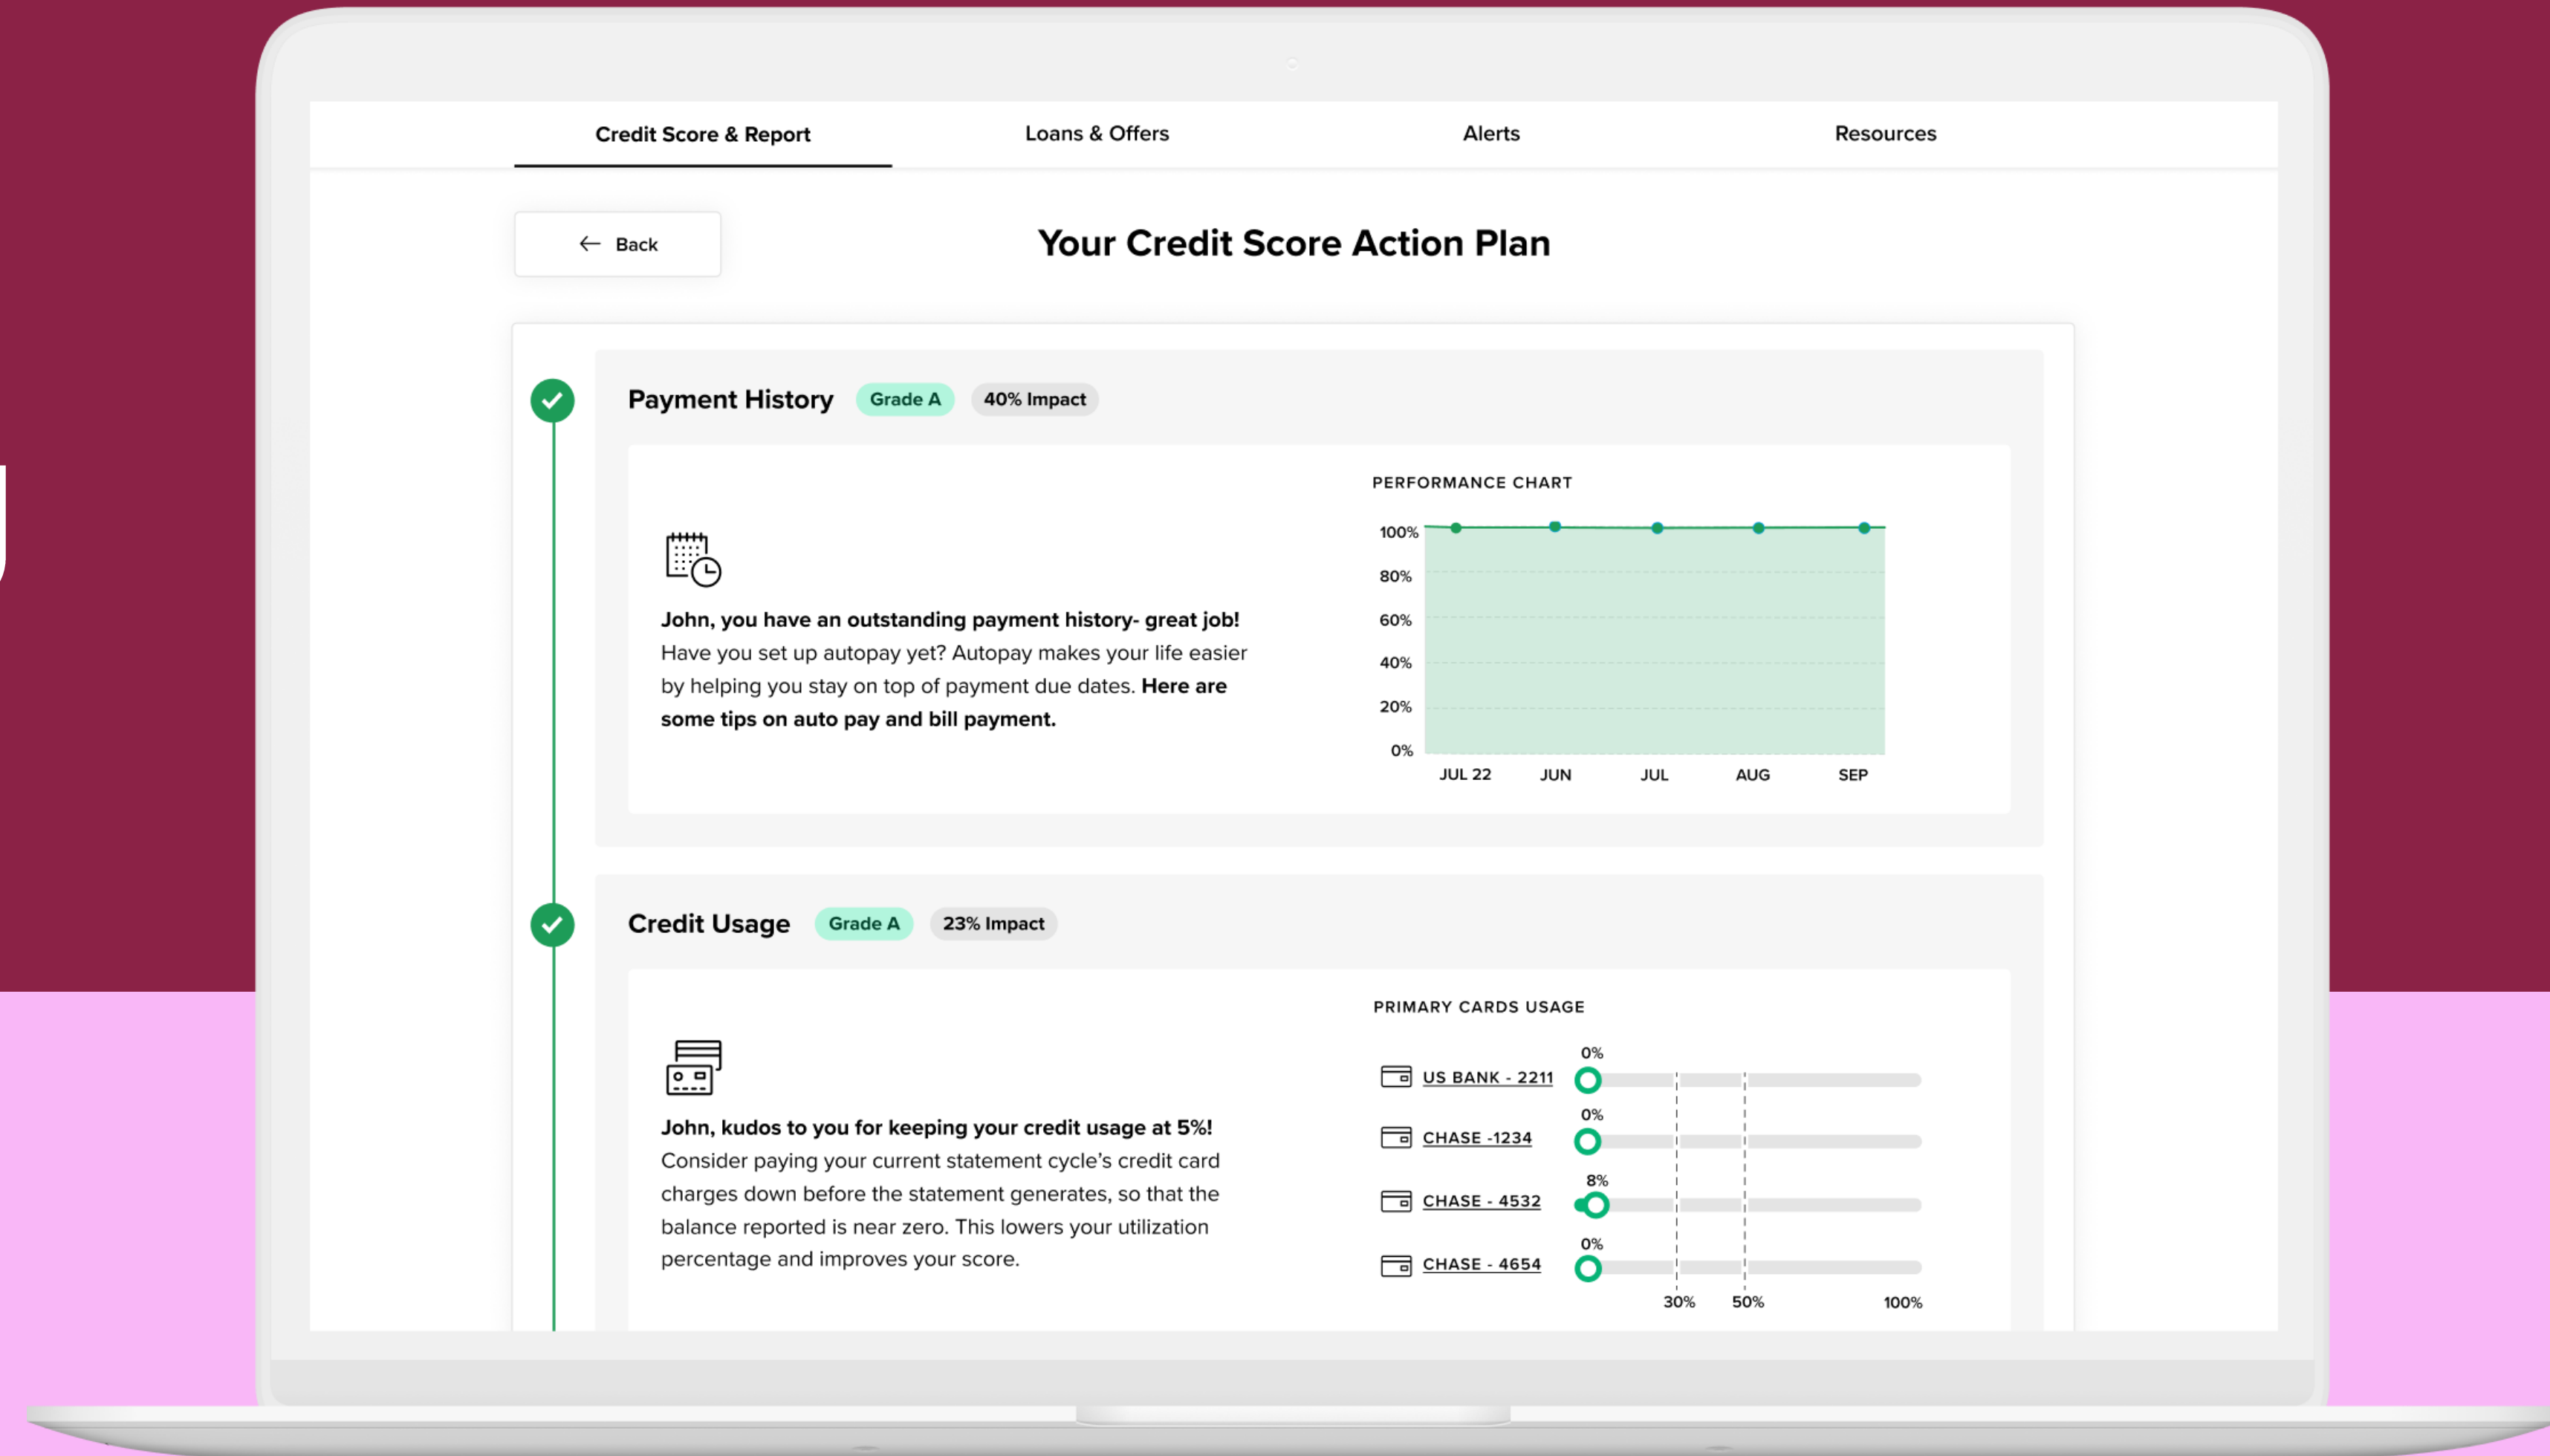 Credit Score & Report
Loans & Offers
Alerts
Resources
← Back
Your Credit Score Action Plan
Payment History
Grade A
40% Impact
John, you have an outstanding payment history- great job!
Have you set up autopay yet? Autopay makes your life easier
by helping you stay on top of payment due dates. Here are
some tips on auto pay and bill payment.
PERFORMANCE CHART
100%
80%
60%
40%
20%
0%
JUL 22
JUN
JUL
AUG
SEP
Credit Usage
Grade A
23% Impact
John, kudos to you for keeping your credit usage at 5%!
Consider paying your current statement cycle’s credit card
charges down before the statement generates, so that the
balance reported is near zero. This lowers your utilization
percentage and improves your score.
PRIMARY CARDS USAGE
US BANK - 2211
0%
CHASE -1234
0%
CHASE - 4532
8%
CHASE - 4654
0%
30%
50%
100%